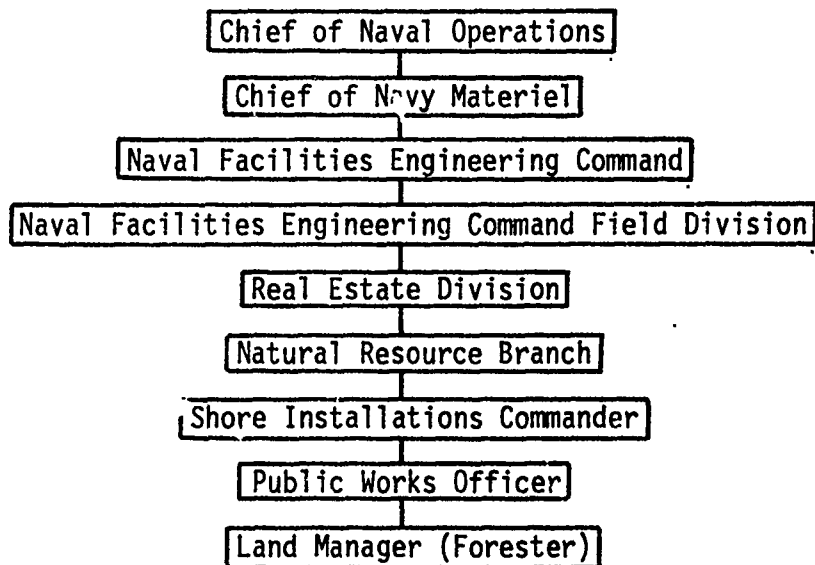 Chief of Naval Operations
Chief of Navy Materiel
Naval Facilities Engineering Command
Naval Facilities Engineering Command Field Division
Real Estate Division
Natural Resource Branch
Shore Installations Commander
Public Works Officer
Land Manager (Forester)